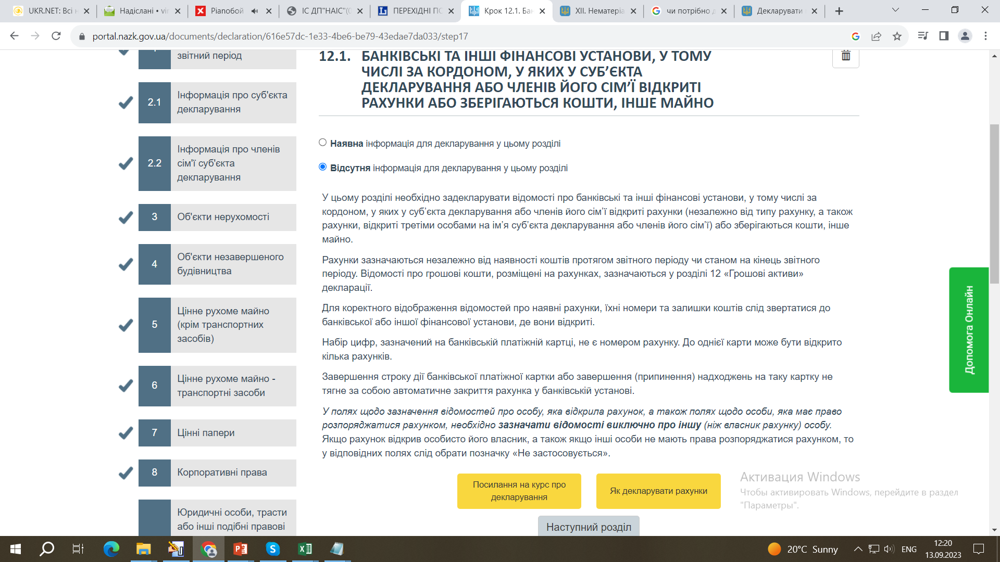 UKR.NET: Всі н
Надіслані • vir
Pianoбой
ІС ДП"НАІС"(0
ПЕРЕХІДНІ ПО
Крок 12.1. Бан
XII. Нематеріа
чи потрібно д
Декларувати
portal.nazk.gov.ua/documents/declaration/616e57dc-1e33-4be6-be79-43edae7da033/step17
звітний період
2.1
Інформація про суб'єкта
декларування
2.2
Інформація про членів
сім'ї суб'єкта
декларування
3
Об'єкти нерухомості
4
Об'єкти незавершеного
будівництва
5
Цінне рухоме майно
(крім транспортних
засобів)
6
Цінне рухоме майно -
транспортні засоби
7
Цінні папери
8
Корпоративні права
Юридичні особи, трасти
або інші подібні правові
12.1. БАНКІВСЬКІ ТА ІНШІ ФІНАНСОВІ УСТАНОВИ, У ТОМУ
ЧИСЛІ ЗА КОРДОНОМ, У ЯКИХ У СУБ’ЄКТА
ДЕКЛАРУВАННЯ АБО ЧЛЕНІВ ЙОГО СІМ’Ї ВІДКРИТІ
РАХУНКИ АБО ЗБЕРІГАЮТЬСЯ КОШТИ, ІНШЕ МАЙНО
Наявна інформація для декларування у цьому розділі
Відсутня інформація для декларування у цьому розділі
У цьому розділі необхідно задекларувати відомості про банківські та інші фінансові установи, у тому числі за
кордоном, у яких у суб’єкта декларування або членів його сім’ї відкриті рахунки (незалежно від типу рахунку, а також
рахунки, відкриті третіми особами на ім’я суб’єкта декларування або членів його сім’ї) або зберігаються кошти, інше
майно.
Рахунки зазначаються незалежно від наявності коштів протягом звітного періоду чи станом на кінець звітного
періоду. Відомості про грошові кошти, розміщені на рахунках, зазначаються у розділі 12 «Грошові активи»
декларації.
Для коректного відображення відомостей про наявні рахунки, їхні номери та залишки коштів слід звертатися до
банківської або іншої фінансової установи, де вони відкриті.
Набір цифр, зазначений на банківській платіжній картці, не є номером рахунку. До однієї карти може бути відкрито
кілька рахунків.
Завершення строку дії банківської платіжної картки або завершення (припинення) надходжень на таку картку не
тягне за собою автоматичне закриття рахунка у банківській установі.
У полях щодо зазначення відомостей про особу, яка відкрила рахунок, а також полях щодо особи, яка має право
розпоряджатися рахунком, необхідно зазначати відомості виключно про іншу (ніж власник рахунку) особу.
Якщо рахунок відкрив особисто його власник, а також якщо інші особи не мають права розпоряджатися рахунком, то
у відповідних полях слід обрати позначку «Не застосовується».
Посилання на курс про
декларування
Як декларувати рахунки
Наступний розділ
Допомога Онлайн
Активация Windows
Чтобы активировать Windows, перейдите в раздел
"Параметры".
20°C Sunny
ENG
12:20
13.09.2023